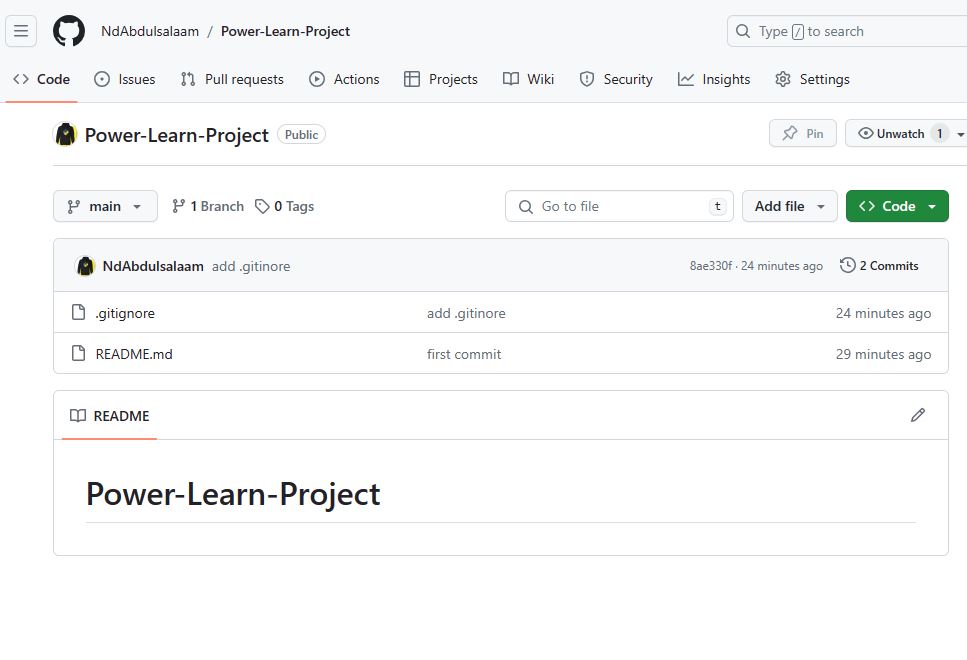 NdAbdulsalaam / Power-Learn-Project
Type / to search
Code Issues Pull requests Actions Projects Wiki Security Insights Settings
Power-Learn-Project Public
Pin
Unwatch 1
main 1 Branch 0 Tags
Go to file t
Add file
Code
NdAbdulsalaam add .gitinore 8ae330f · 24 minutes ago 2 Commits
.gitignore add .gitinore 24 minutes ago
README.md first commit 29 minutes ago
README
Power-Learn-Project